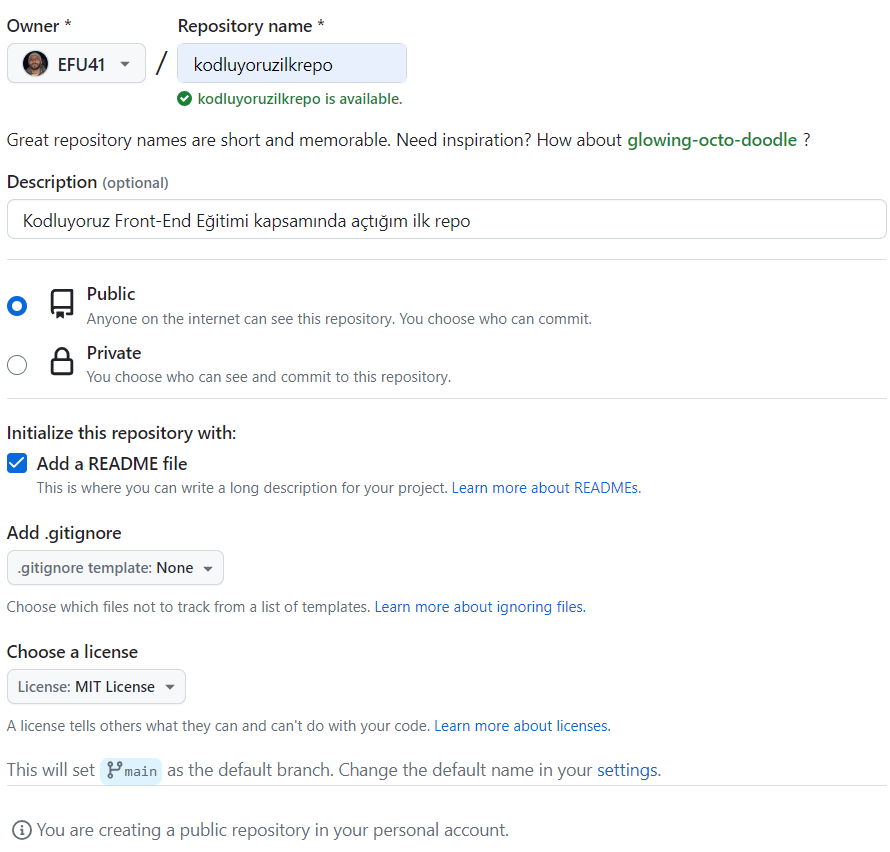 Owner * Repository name *
EFU41 / kodluyoruzilkrepo
kodluyoruzilkrepo is available.
Great repository names are short and memorable. Need inspiration? How about glowing-octo-doodle ?
Description (optional)
Kodluyoruz Front-End Eğitimi kapsamında açtığım ilk repo
Public
Anyone on the internet can see this repository. You choose who can commit.
Private
You choose who can see and commit to this repository.
Initialize this repository with:
Add a README file
This is where you can write a long description for your project. Learn more about READMEs.
Add .gitignore
.gitignore template: None
Choose which files not to track from a list of templates. Learn more about ignoring files.
Choose a license
License: MIT License
A license tells others what they can and can't do with your code. Learn more about licenses.
This will set main as the default branch. Change the default name in your settings.
You are creating a public repository in your personal account.